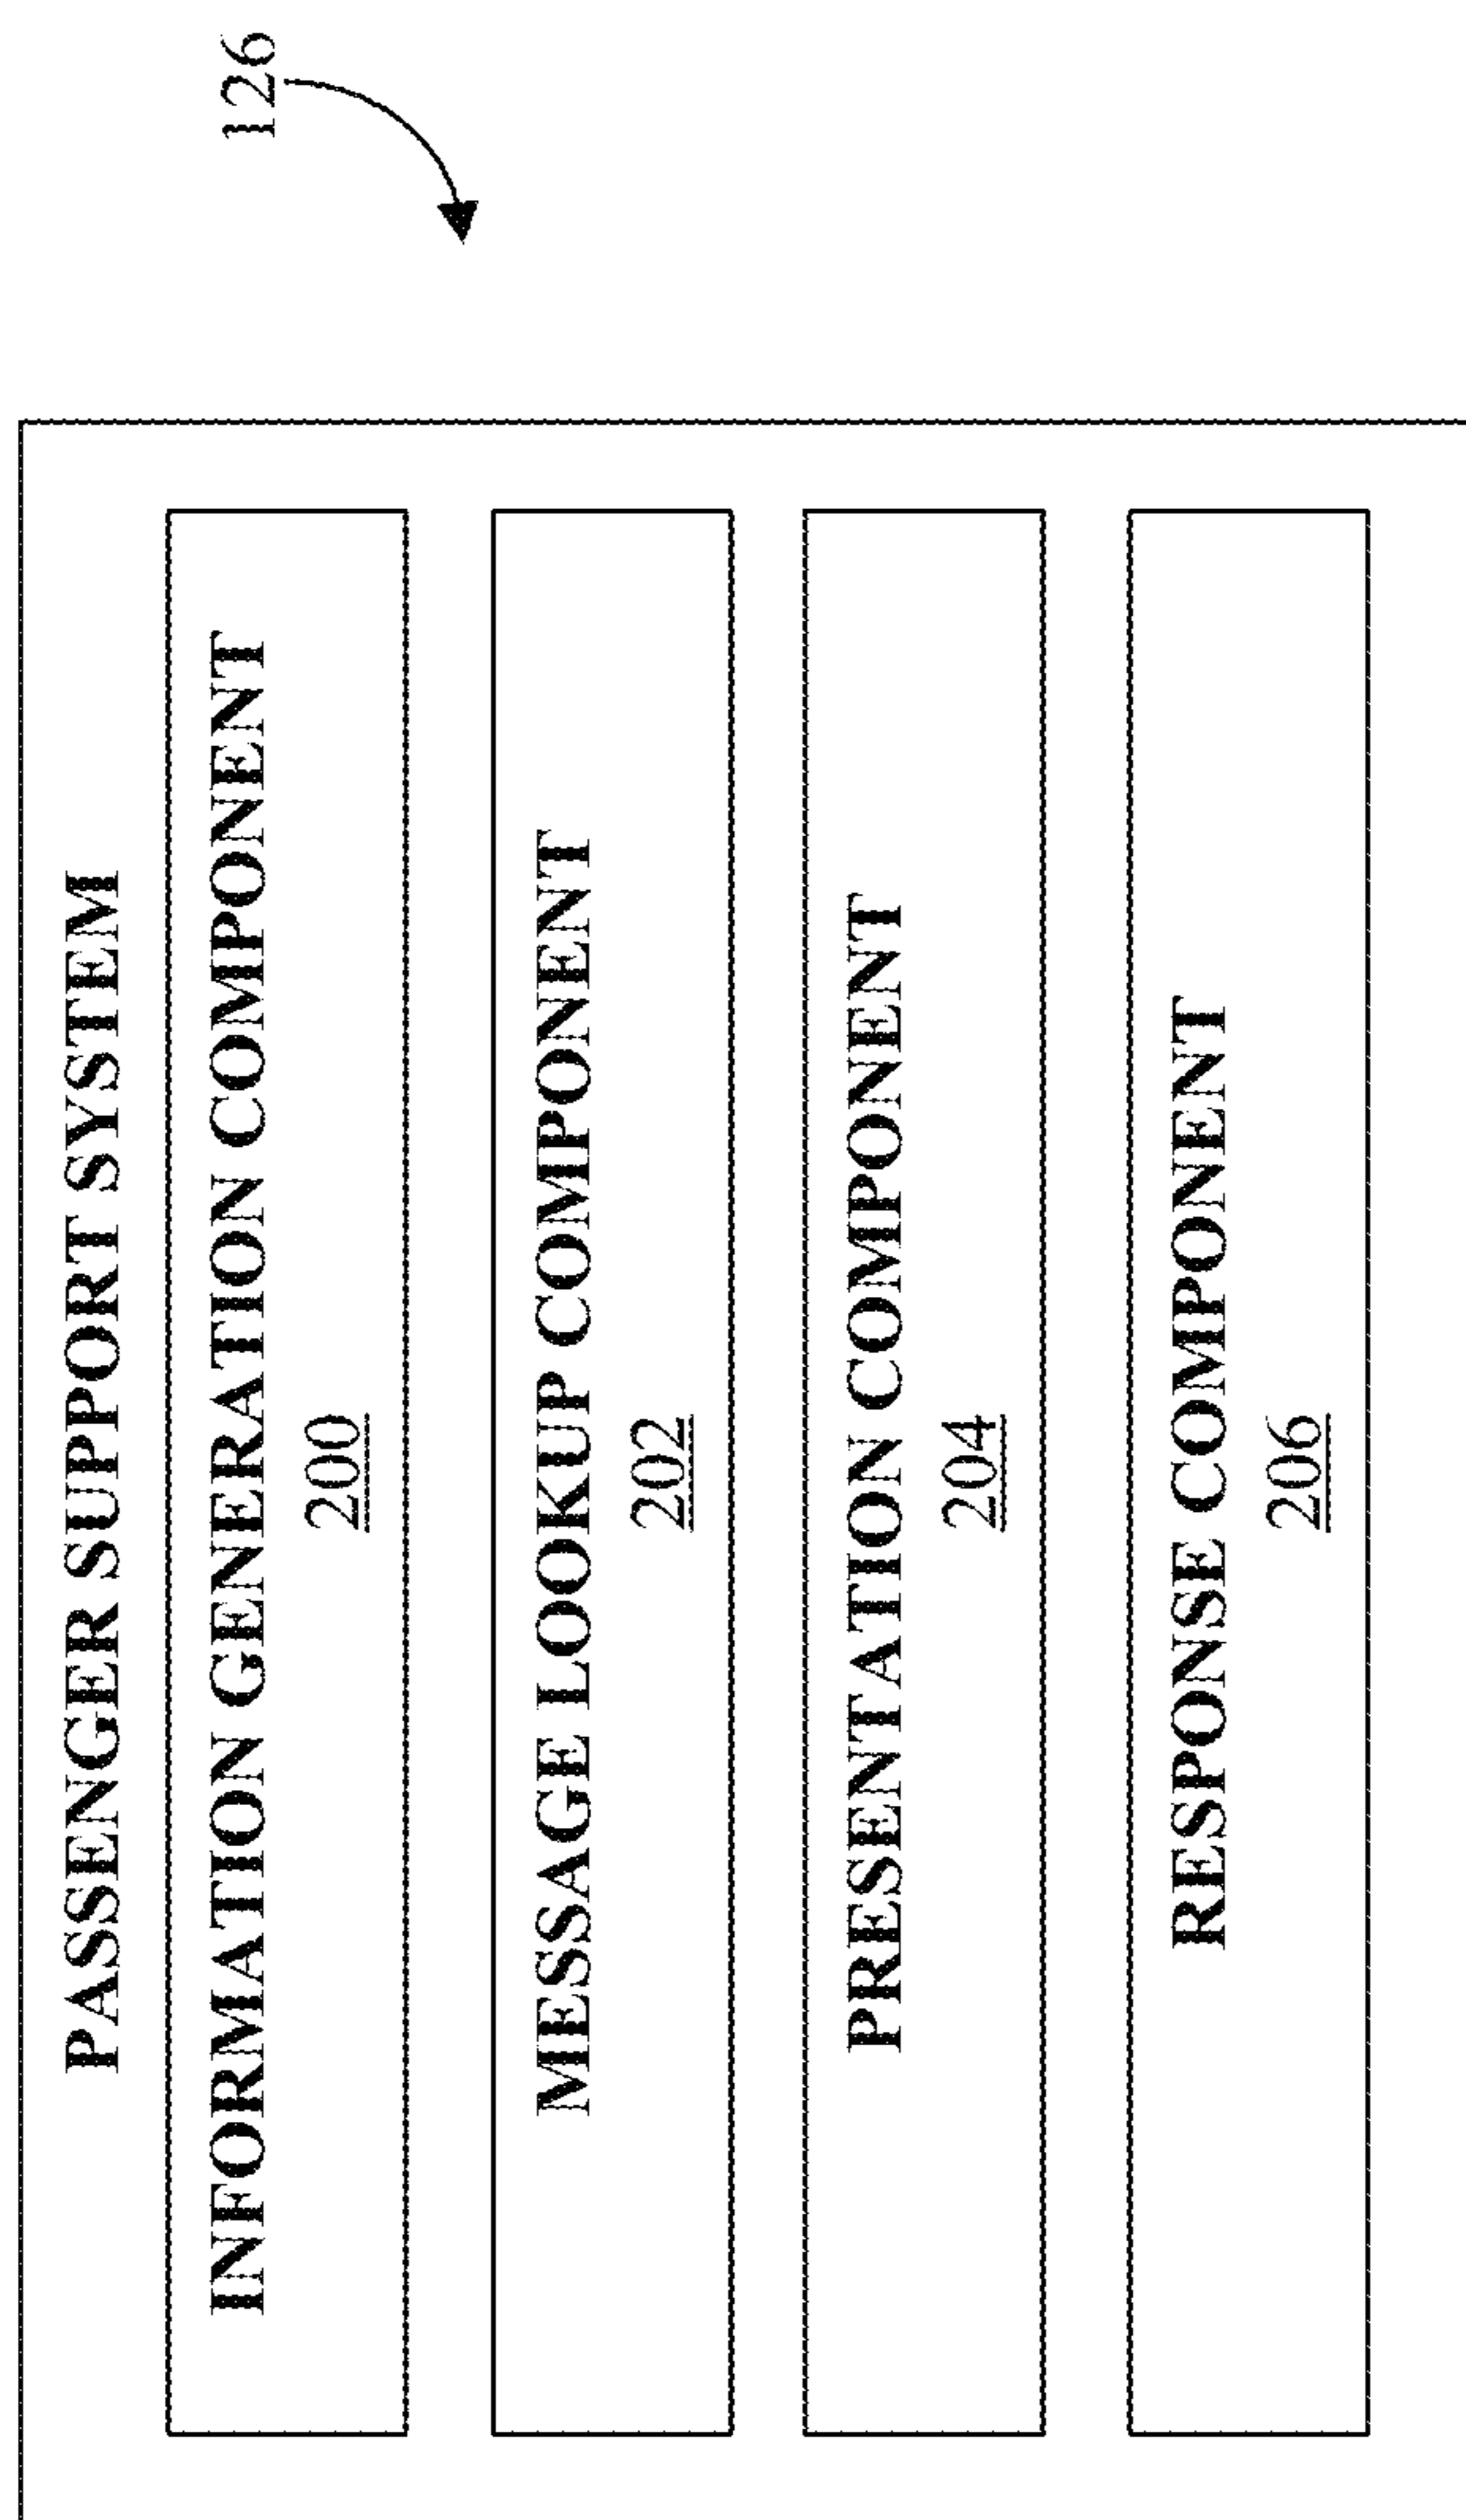 126
PASSENGER SUPPORT SYSTEM
INFORMATION GENERATION COMPONENT
200
MESSAGE LOOKUP COMPONENT
202
PRESENTATION COMPONENT
204
RESPONSE COMPONENT
206